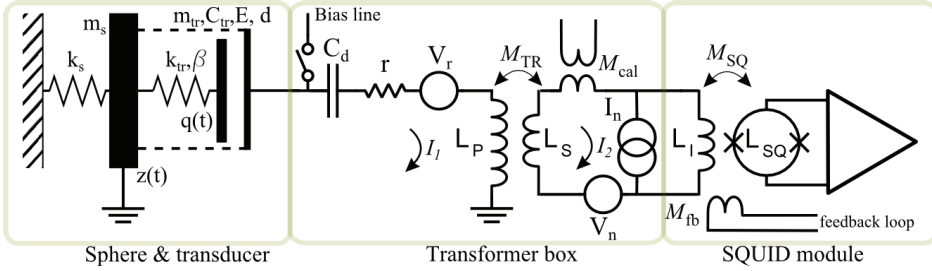 Bias line
m_s
m_tr, C_tr, E, d
k_s
k_tr, β
q(t)
z(t)
C_d
r
V_r
M_TR
M_cal
M_SQ
I_1
L_P
L_S
I_2
I_n
L_I
L_SQ
V_n
M_fb
feedback loop
Sphere & transducer
Transformer box
SQUID module